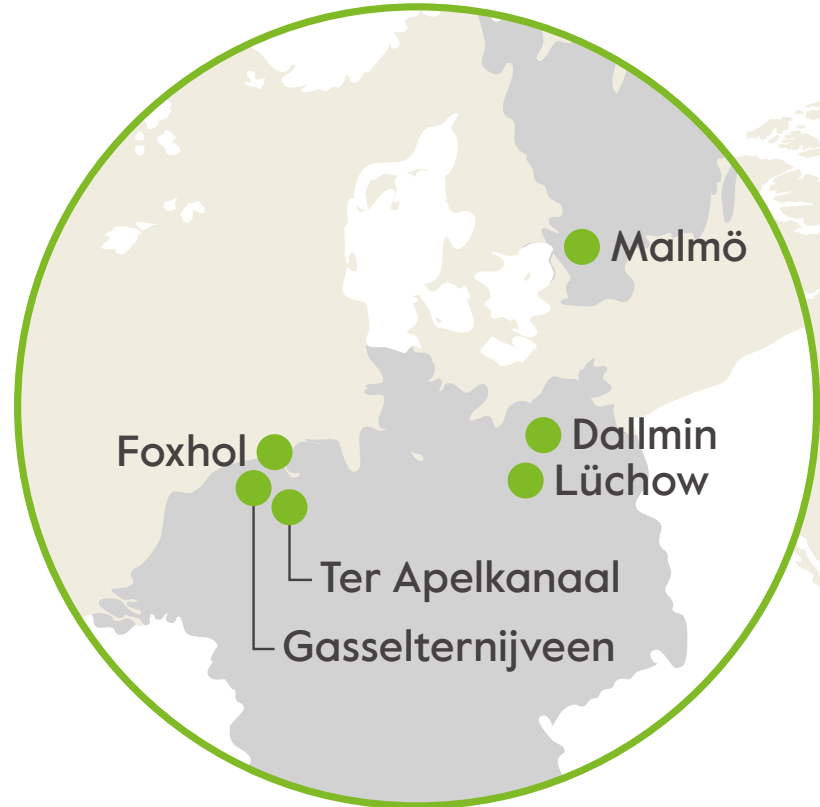 Malmö
Dallmin
Foxhol
Lüchow
Ter Apelkanaal
Gasselternijveen